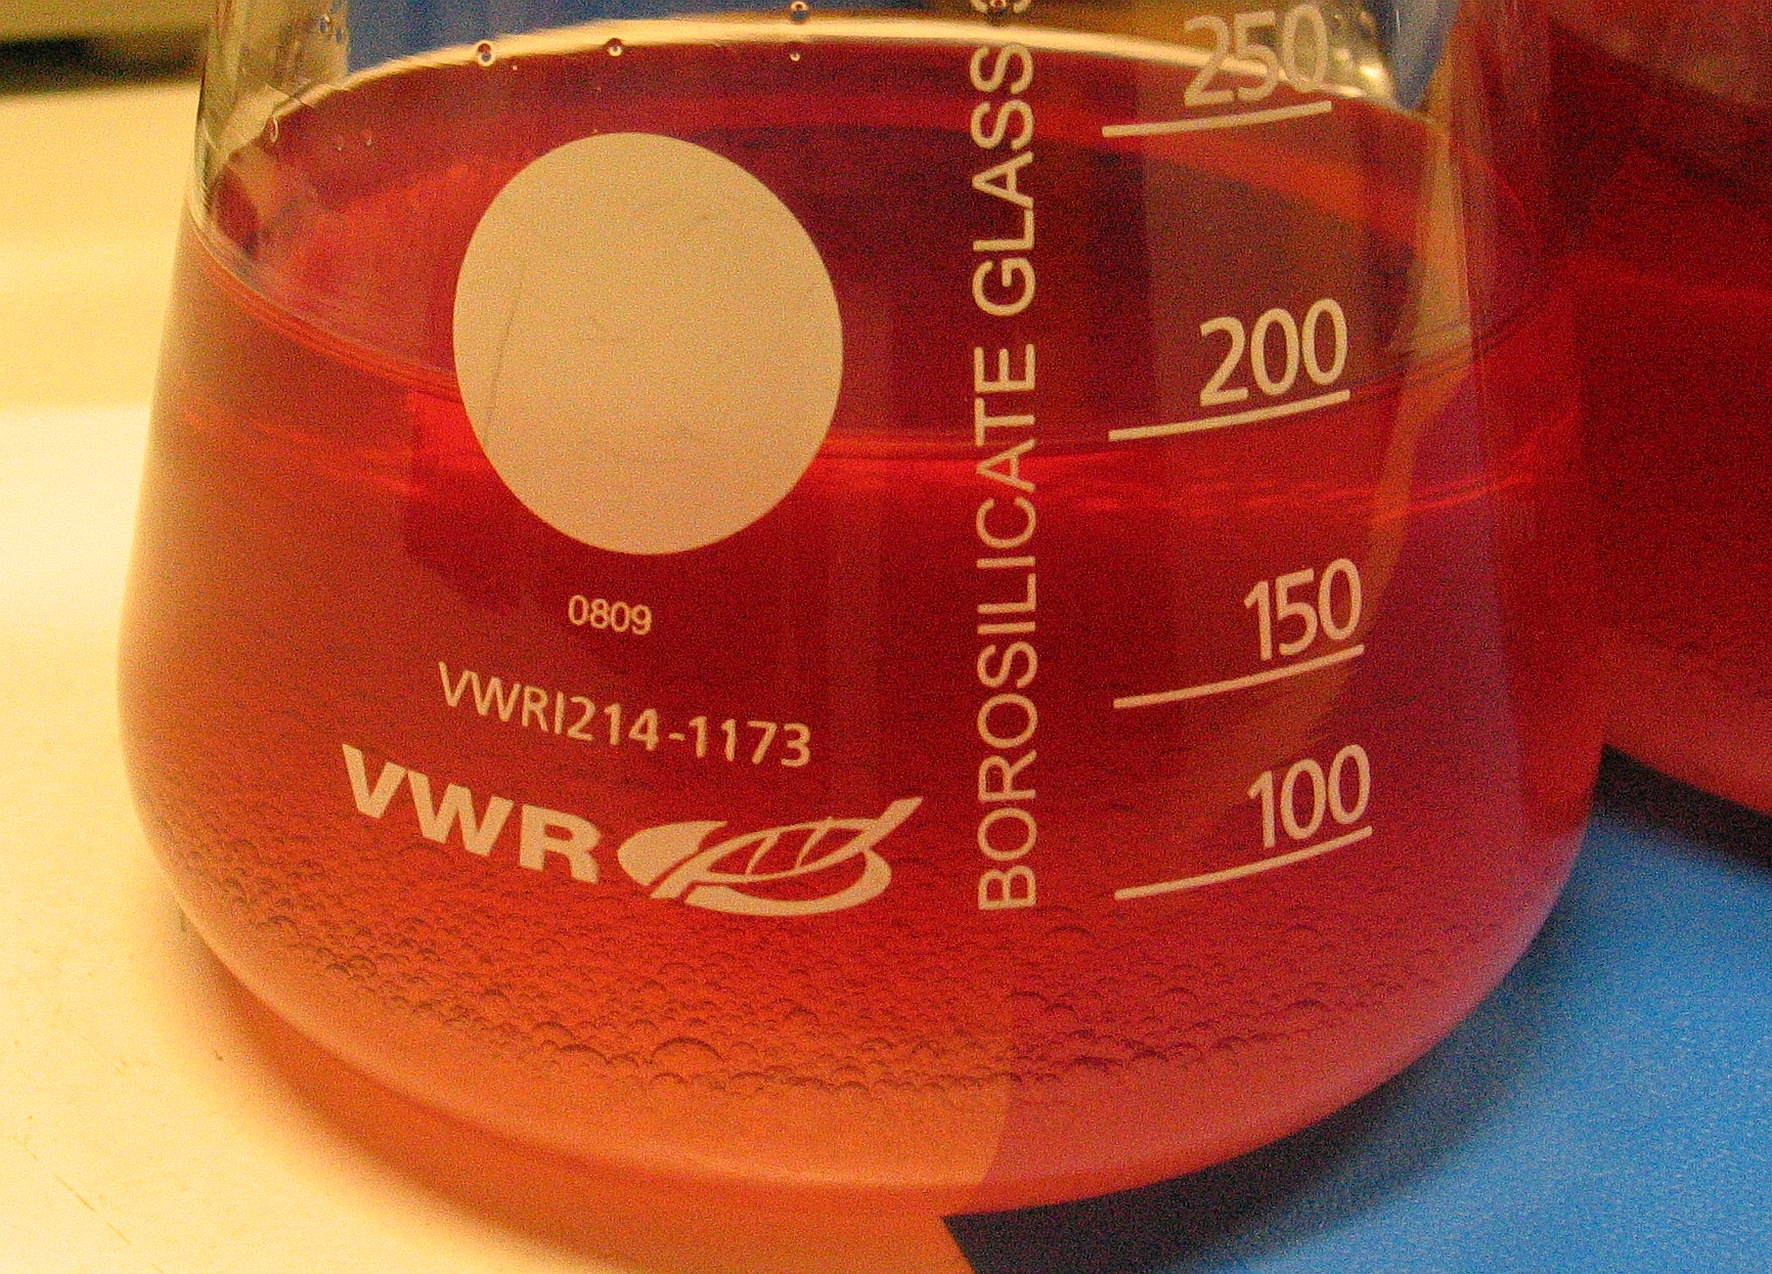 0809
VWRI214-1173
VWR
BOROSILICATE GLASS
250
200
150
100